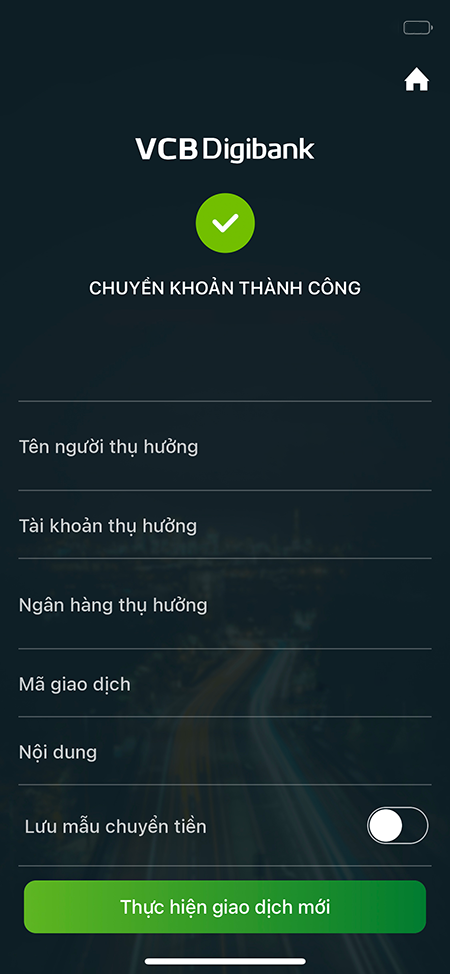 VCB Digibank
CHUYỂN KHOẢN THÀNH CÔNG
Tên người thụ hưởng
Tài khoản thụ hưởng
Ngân hàng thụ hưởng
Mã giao dịch
Nội dung
Lưu mẫu chuyển tiền
Thực hiện giao dịch mới